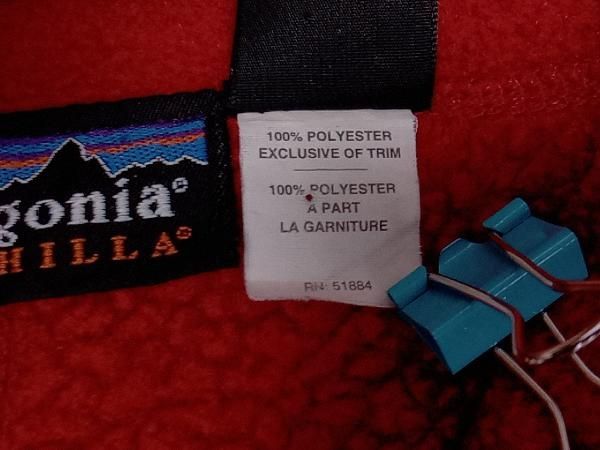 gonia®
HILLA®
100% POLYESTER
EXCLUSIVE OF TRIM
100% POLYESTER
A PART
LA GARNITURE
RN: 51884